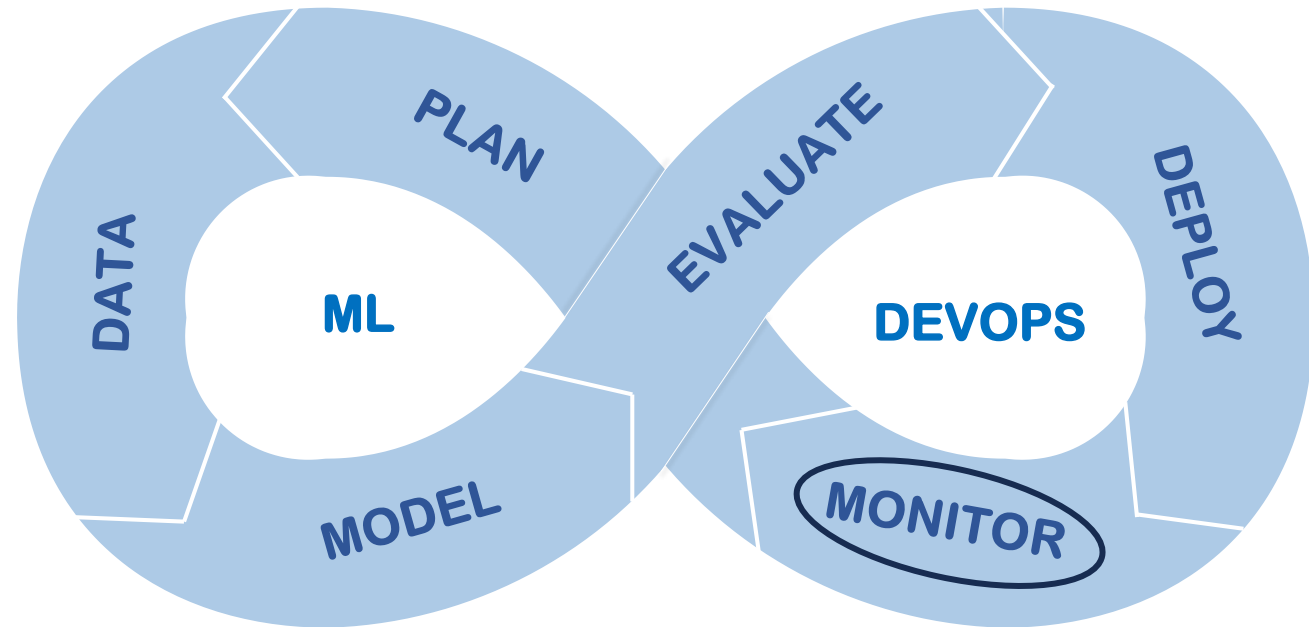 PLAN
EVALUATE
DATA
DEPLOY
ML
DEVOPS
MODEL
MONITOR